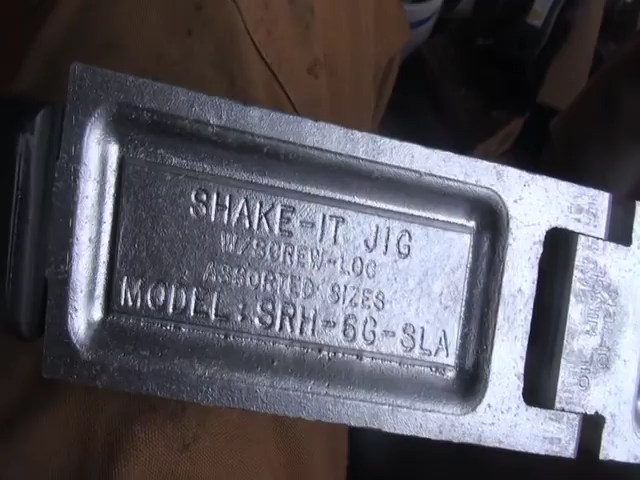 SHAKE-IT JIG
W/SCREW-LOC
ASSORTED SIZES
MODEL: SRH-6G-SLA